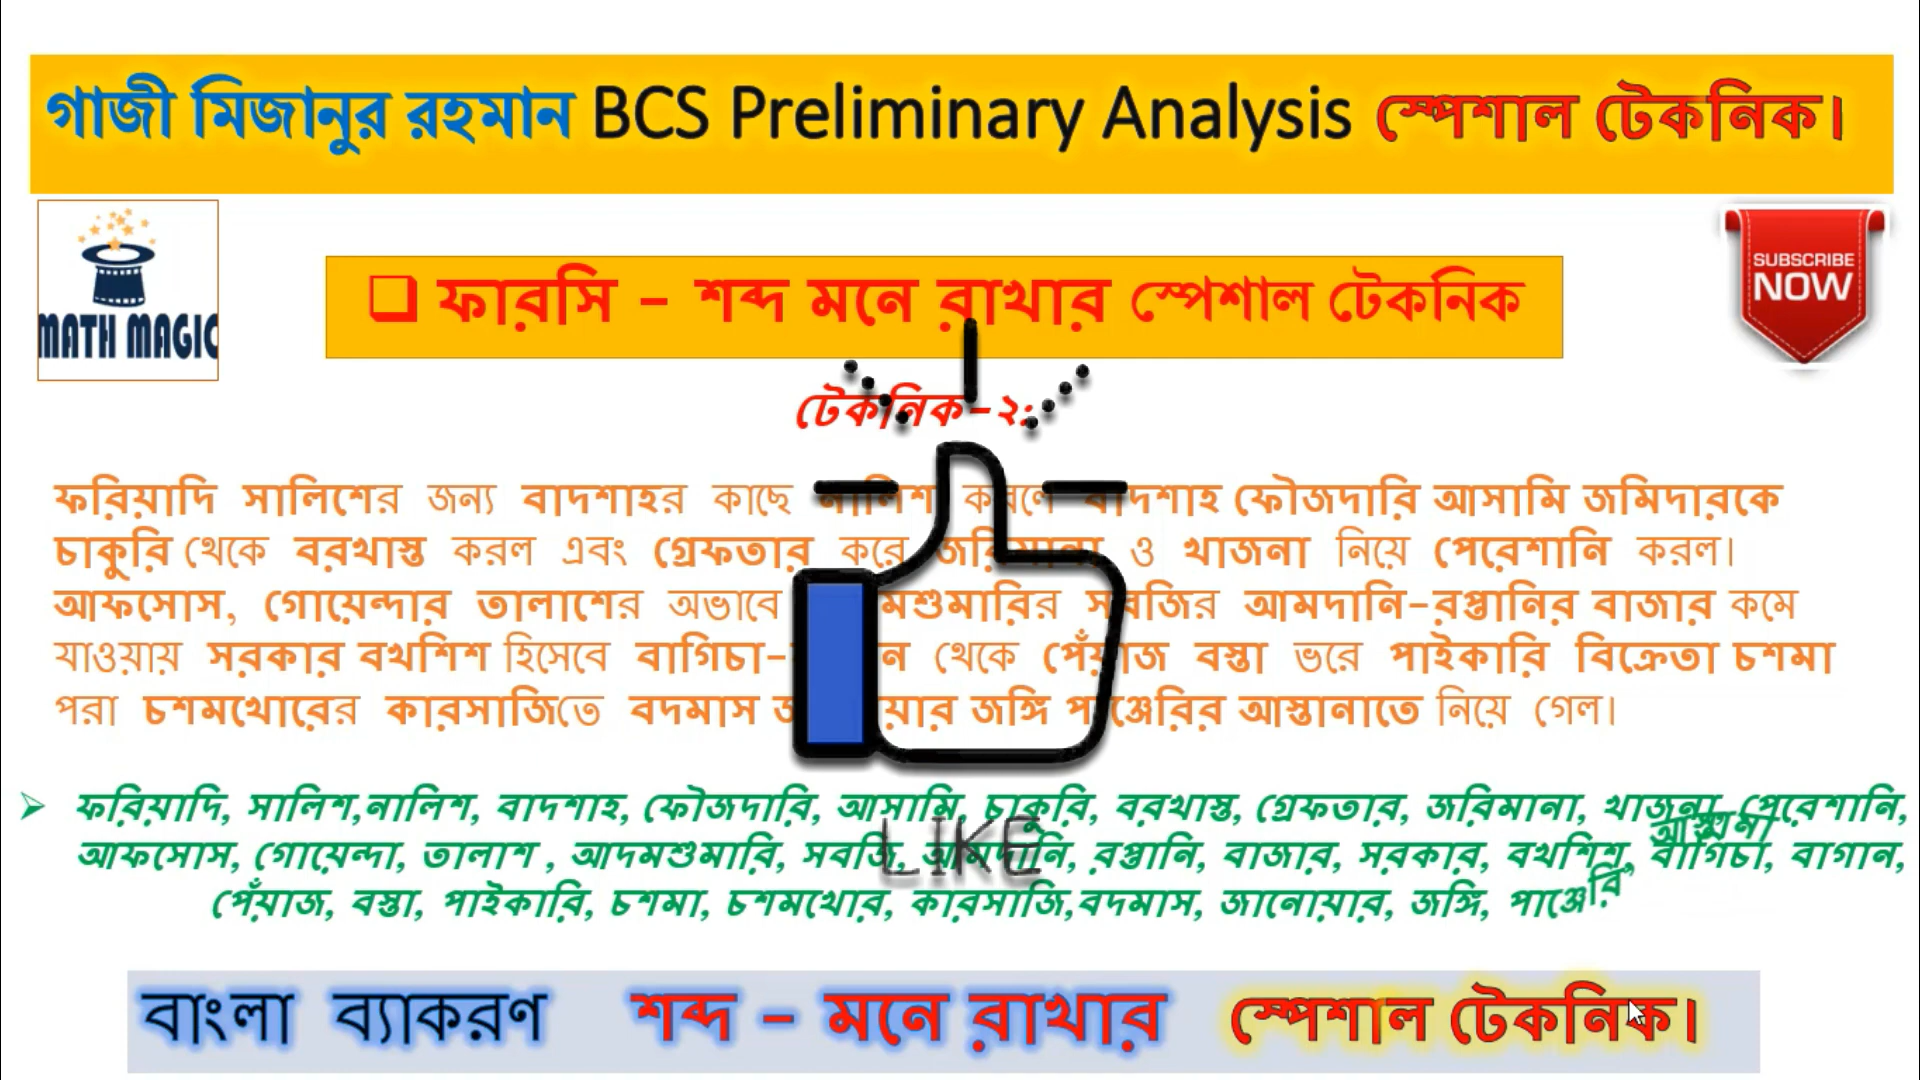 গাজী মিজানুর রহমান BCS Preliminary Analysis স্পেশাল টেকনিক।
MATH MAGIC
SUBSCRIBE
NOW
❑ ফারসি – শব্দ মনে রাখার স্পেশাল টেকনিক
টেকনিক-২:
ফরিয়াদি সালিশের জন্য বাদশাহর কাছে নালিশ করলে বাদশাহ ফৌজদারি আসামি জমিদারকে
চাকুরি থেকে বরখাস্ত করল এবং গ্রেফতার করে জরিমানা ও খাজনা নিয়ে পেরেশানি করল।
আফসোস, গোয়েন্দার তালাশের অভাবে মশুমারির সবজির আমদানি-রপ্তানির বাজার কমে
যাওয়ায় সরকার বখশিশ হিসেবে বাগিচা- ন থেকে পেঁয়াজ বস্তা ভরে পাইকারি বিক্রেতা চশমা
পরা চশমখোরের কারসাজিতে বদমাস য়ার জঙ্গি পাঞ্জেরির আস্তানাতে নিয়ে গেল।
LIKE
➢ ফরিয়াদি, সালিশ,নালিশ, বাদশাহ, ফৌজদারি, আসামি, চাকুরি, বরখাস্ত, গ্রেফতার, জরিমানা, খাজনা, পেরেশানি,
আফসোস, গোয়েন্দা, তালাশ , আদমশুমারি, সবজি, আমদানি, রপ্তানি, বাজার, সরকার, বখশিশ, বাগিচা, বাগান,
পেঁয়াজ, বস্তা, পাইকারি, চশমা, চশমখোর, কারসাজি,বদমাস, জানোয়ার, জঙ্গি, পাঞ্জেরি
বাংলা ব্যাকরণ শব্দ – মনে রাখার স্পেশাল টেকনিক।